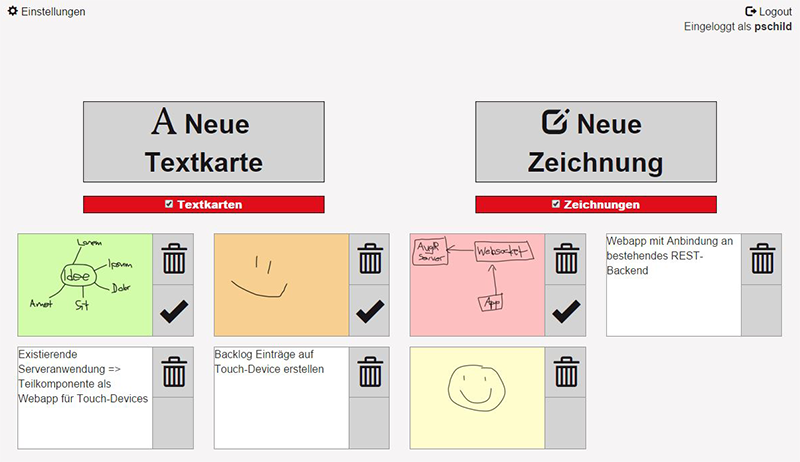 Einstellungen
Logout
Eingeloggt als pschild
Neue
Textkarte
Neue
Zeichnung
Textkarten
Zeichnungen
Lorem
Idee
Ipsum
Dolor
Amet
Sit
Server
Websocket
App
Webapp mit Anbindung an
bestehendes REST-
Backend
Existierende
Serveranwendung =>
Teilkomponente als
Webapp für Touch-Devices
Backlog Einträge auf
Touch-Device erstellen